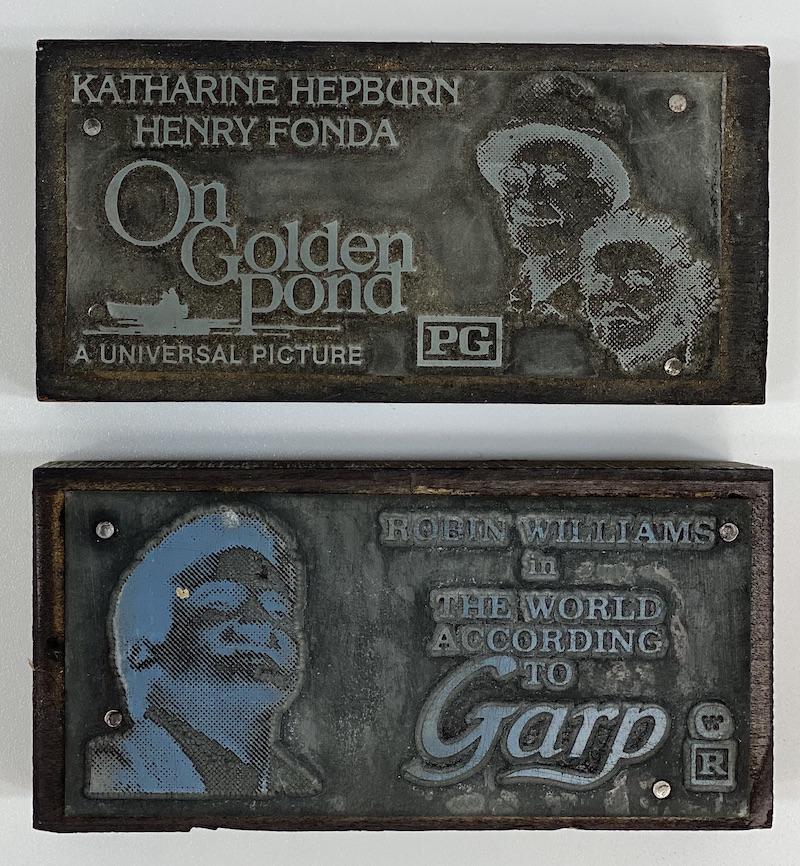 KATHARINE HEPBURN
HENRY FONDA
On
Golden
pond
A UNIVERSAL PICTURE
PG
ROBIN WILLIAMS
in
THE WORLD
ACCORDING
TO
Garp
W
R